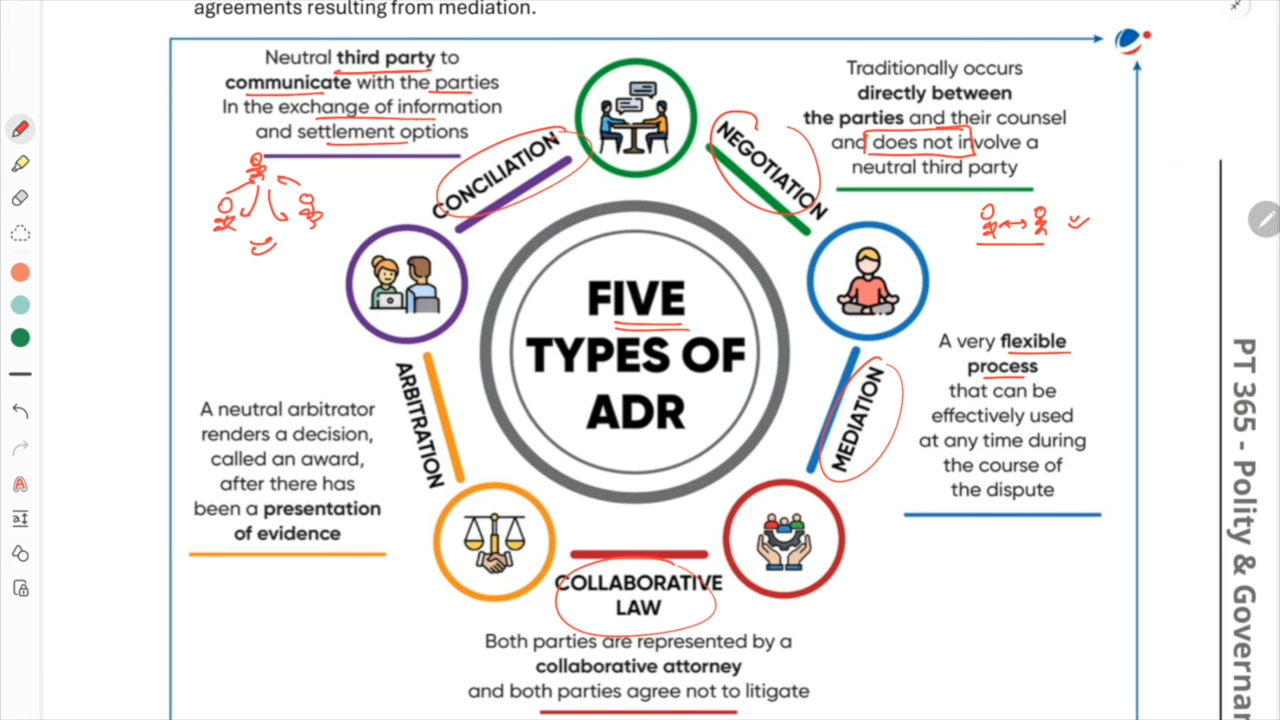 agreements resulting from mediation.
Neutral third party to
communicate with the parties
In the exchange of information
and settlement options
CONCILIATION
NEGOTIATION
Traditionally occurs
directly between
the parties and their counsel
and does not involve a
neutral third party
FIVE
TYPES OF
ADR
ARBITRATION
A neutral arbitrator
renders a decision,
called an award,
after there has
been a presentation
of evidence
MEDIATION
A very flexible
process
that can be
effectively used
at any time during
the course of
the dispute
COLLABORATIVE
LAW
Both parties are represented by a
collaborative attorney
and both parties agree not to litigate
PT 365 - Polity & Governa